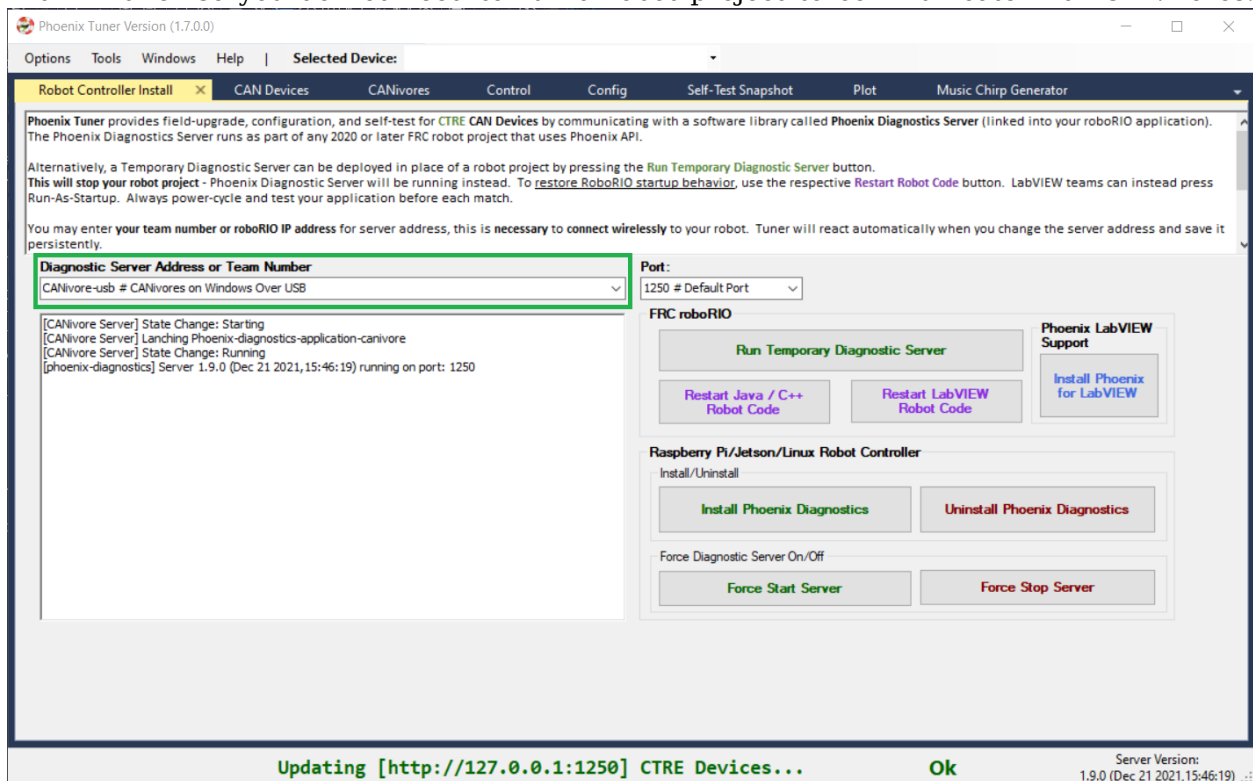 Phoenix Tuner Version (1.7.0.0)
Options Tools Windows Help | Selected Device:
Robot Controller Install X CAN Devices CANivores Control Config Self-Test Snapshot Plot Music Chirp Generator
Phoenix Tuner provides field-upgrade, configuration, and self-test for CTRE CAN Devices by communicating with a software library called Phoenix Diagnostics Server (linked into your roboRIO application).
The Phoenix Diagnostics Server runs as part of any 2020 or later FRC robot project that uses Phoenix API.
Alternatively, a Temporary Diagnostic Server can be deployed in place of a robot project by pressing the Run Temporary Diagnostic Server button.
This will stop your robot project - Phoenix Diagnostic Server will be running instead. To restore RoboRIO startup behavior, use the respective Restart Robot Code button. LabVIEW teams can instead press
Run-As-Startup. Always power-cycle and test your application before each match.
You may enter your team number or roboRIO IP address for server address, this is necessary to connect wirelessly to your robot. Tuner will react automatically when you change the server address and save it
persistently.
Diagnostic Server Address or Team Number
CANivore-usb # CANivores on Windows Over USB
Port:
1250 # Default Port
[CANivore Server] State Change: Starting
[CANivore Server] Lanching Phoenix-diagnostics-application-canivore
[CANivore Server] State Change: Running
[phoenix-diagnostics] Server 1.9.0 (Dec 21 2021,15:46:19) running on port: 1250
FRC roboRIO
Run Temporary Diagnostic Server
Restart Java / C++
Robot Code
Restart LabVIEW
Robot Code
Phoenix LabVIEW
Support
Install Phoenix
for LabVIEW
Raspberry Pi/Jetson/Linux Robot Controller
Install/Uninstall
Install Phoenix Diagnostics
Uninstall Phoenix Diagnostics
Force Diagnostic Server On/Off
Force Start Server
Force Stop Server
Updating [http://127.0.0.1:1250] CTRE Devices... Ok
Server Version:
1.9.0 (Dec 21 2021,15:46:19)